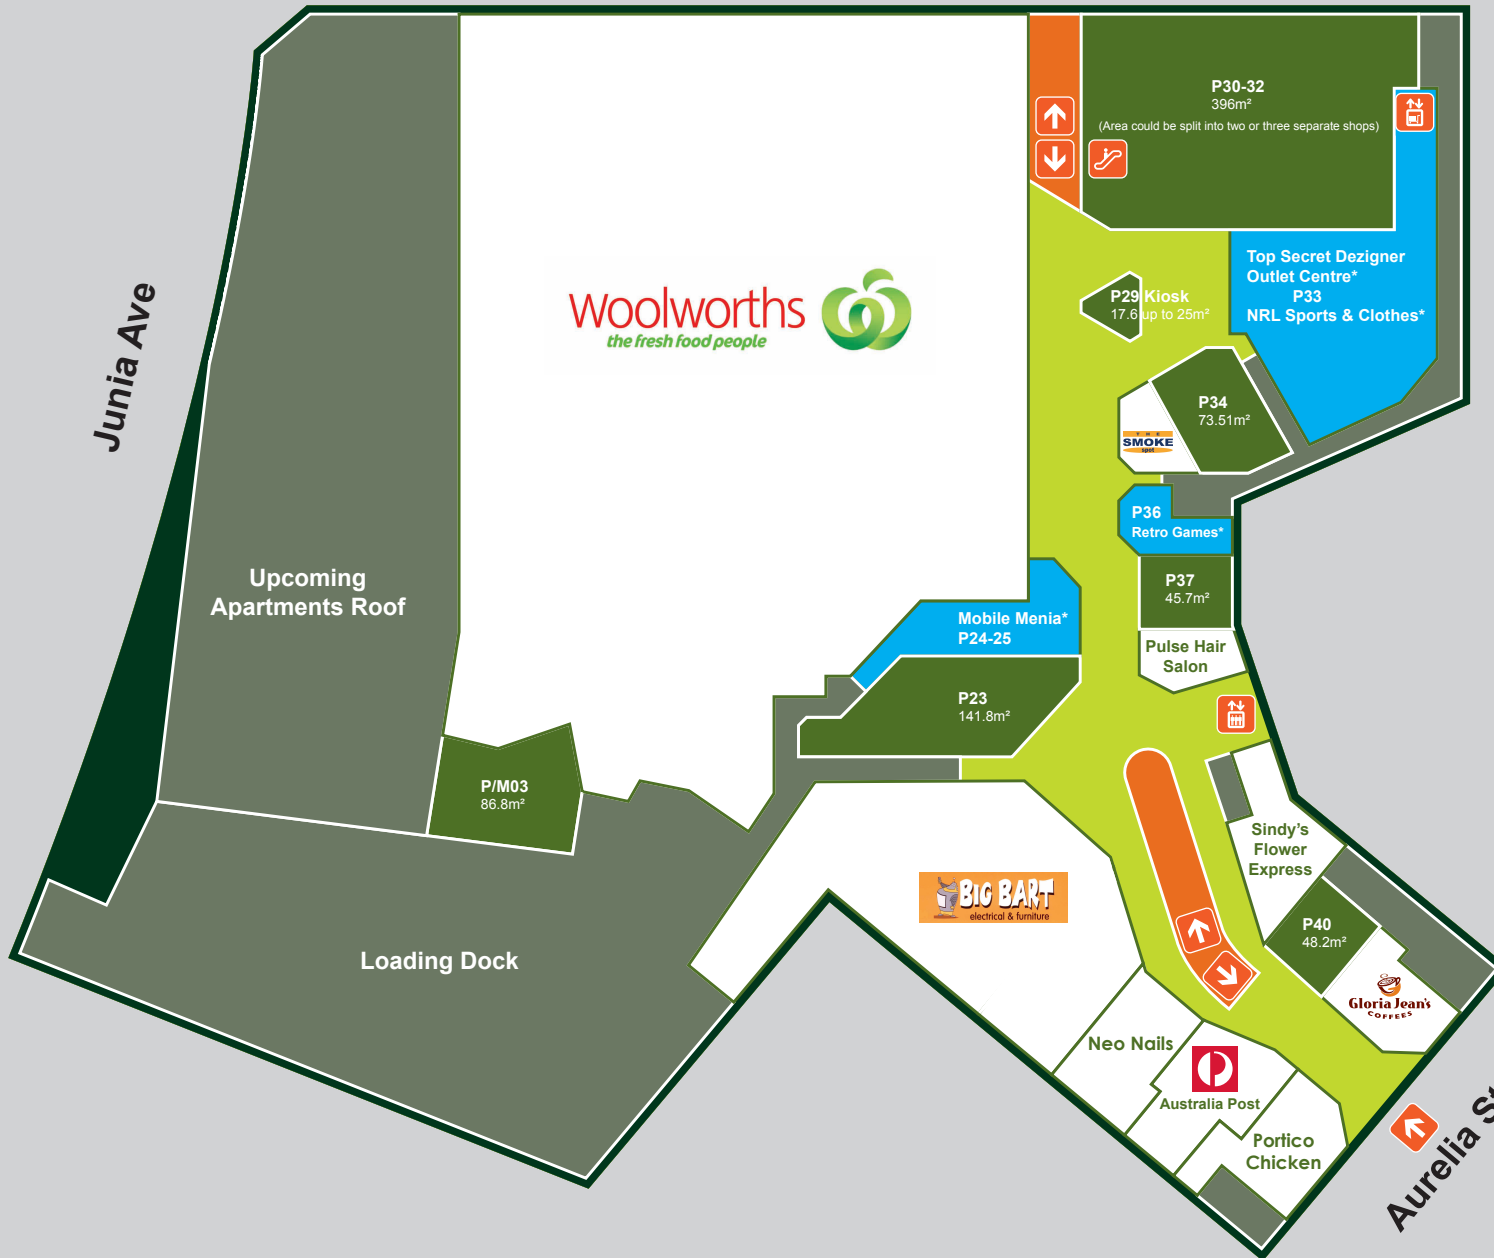 P30-32
396m²
(Area could be split into two or three separate shops)
Top Secret Dezigner
Outlet Centre*
P33
NRL Sports & Clothes*
P29 Kiosk
17.6 up to 25m²
Woolworths
the fresh food people
Junia Ave
P34
73.51m²
THE
SMOKE
spot
P36
Retro Games*
P37
45.7m²
Upcoming
Apartments Roof
Mobile Menia*
P24-25
Pulse Hair
Salon
P23
141.8m²
P/M03
86.8m²
Sindy's
Flower
Express
BIG BART
electrical & furniture
P40
48.2m²
Loading Dock
Gloria Jean's
COFFEES
Neo Nails
Australia Post
Portico
Chicken
Aurelia St